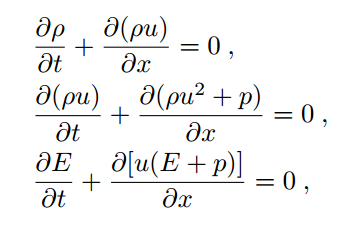 ∂ρ/∂t + ∂(ρu)/∂x = 0 ,
∂(ρu)/∂t + ∂(ρu² + p)/∂x = 0 ,
∂E/∂t + ∂[u(E + p)]/∂x = 0 ,